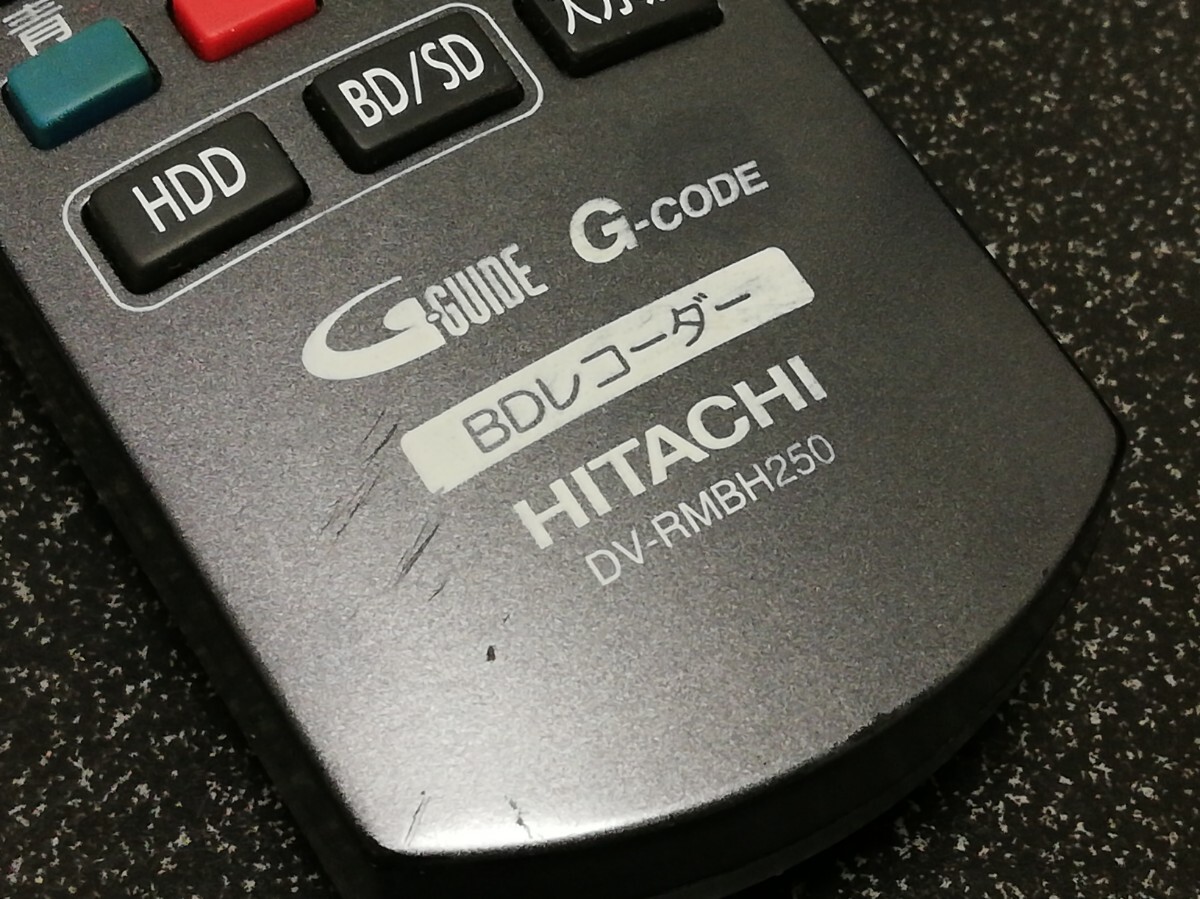 青
HDD
BD/SD
G-GUIDE
G-CODE
BDレコーダー
HITACHI
DV-RMBH250